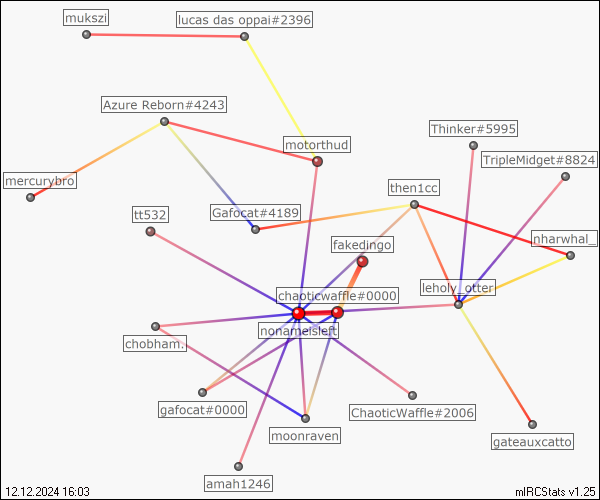 mukszi
lucas das oppai#2396
Azure Reborn#4243
Thinker#5995
motorthud
TripleMidget#8824
mercurybro
then1cc
tt532
Gafocat#4189
fakedingo
nharwhal_
leholy_otter
chaoticwaffle#0000
nonameisleft
chobham.
gafocat#0000
ChaoticWaffle#2006
moonraven
gateauxcatto
amah1246
12.12.2024 16:03
mIRCStats v1.25